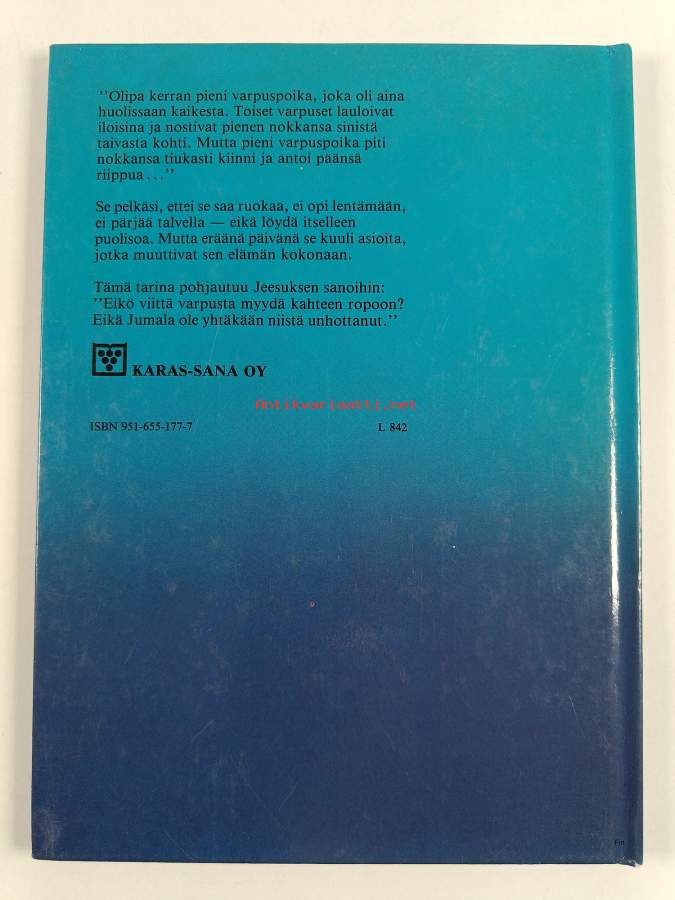 ”Olipa kerran pieni varpuspoika, joka oli aina
huolissaan kaikesta. Toiset varpuset lauloivat
iloisina ja nostivat pienen nokkansa sinistä
taivasta kohti. Mutta pieni varpuspoika piti
nokkansa tiukasti kiinni ja antoi päänsä
riippua . . .”
Se pelkäsi, ettei se saa ruokaa, ei opi lentämään,
ei pärjää talvella — eikä löydä itselleen
puolisoa. Mutta eräänä päivänä se kuuli asioita,
jotka muuttivat sen elämän kokonaan.
Tämä tarina pohjautuu Jeesuksen sanoihin:
”Eikö viittä varpusta myydä kahteen ropoon?
Eikä Jumala ole yhtäkään niistä unhottanut.”
KARAS-SANA OY
Antikvariaatti.net
ISBN 951-655-177-7 L 842
Fin